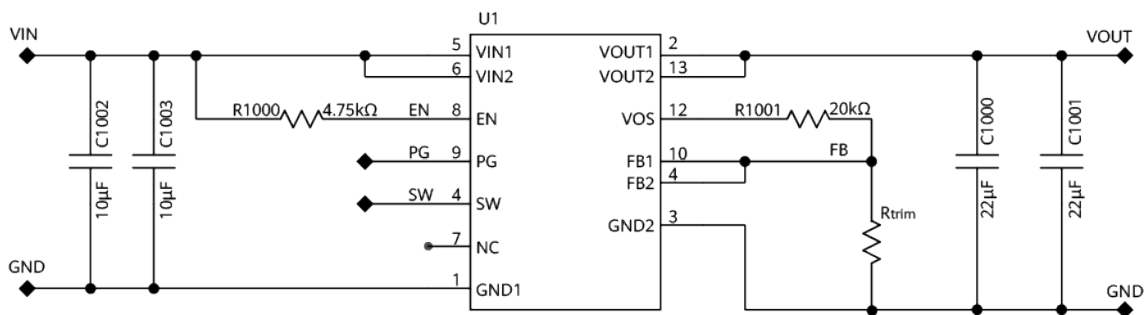 U1
VIN
VOUT
5
VIN1
VOUT1
2
6
VIN2
VOUT2
13
R1000
4.75kΩ
EN
8
EN
VOS
12
R1001
20kΩ
PG
9
PG
FB1
10
FB
FB2
4
SW
4
SW
GND2
3
Rtrim
7
NC
GND
1
GND1
GND
C1002
10µF
C1003
10µF
C1000
22µF
C1001
22µF